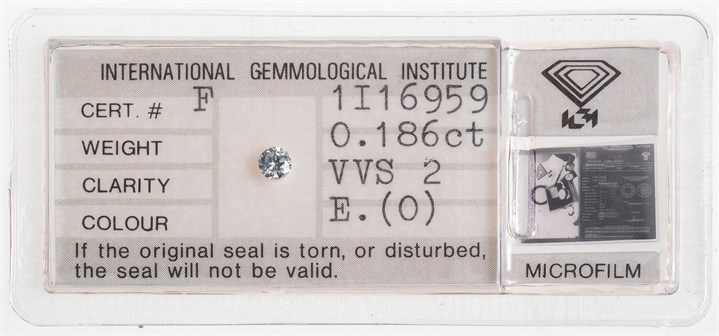 INTERNATIONAL GEMMOLOGICAL INSTITUTE
CERT. # F 1I16959
WEIGHT 0.186ct
CLARITY VVS 2
COLOUR E.(0)
If the original seal is torn, or disturbed,
the seal will not be valid.
IGI
MICROFILM